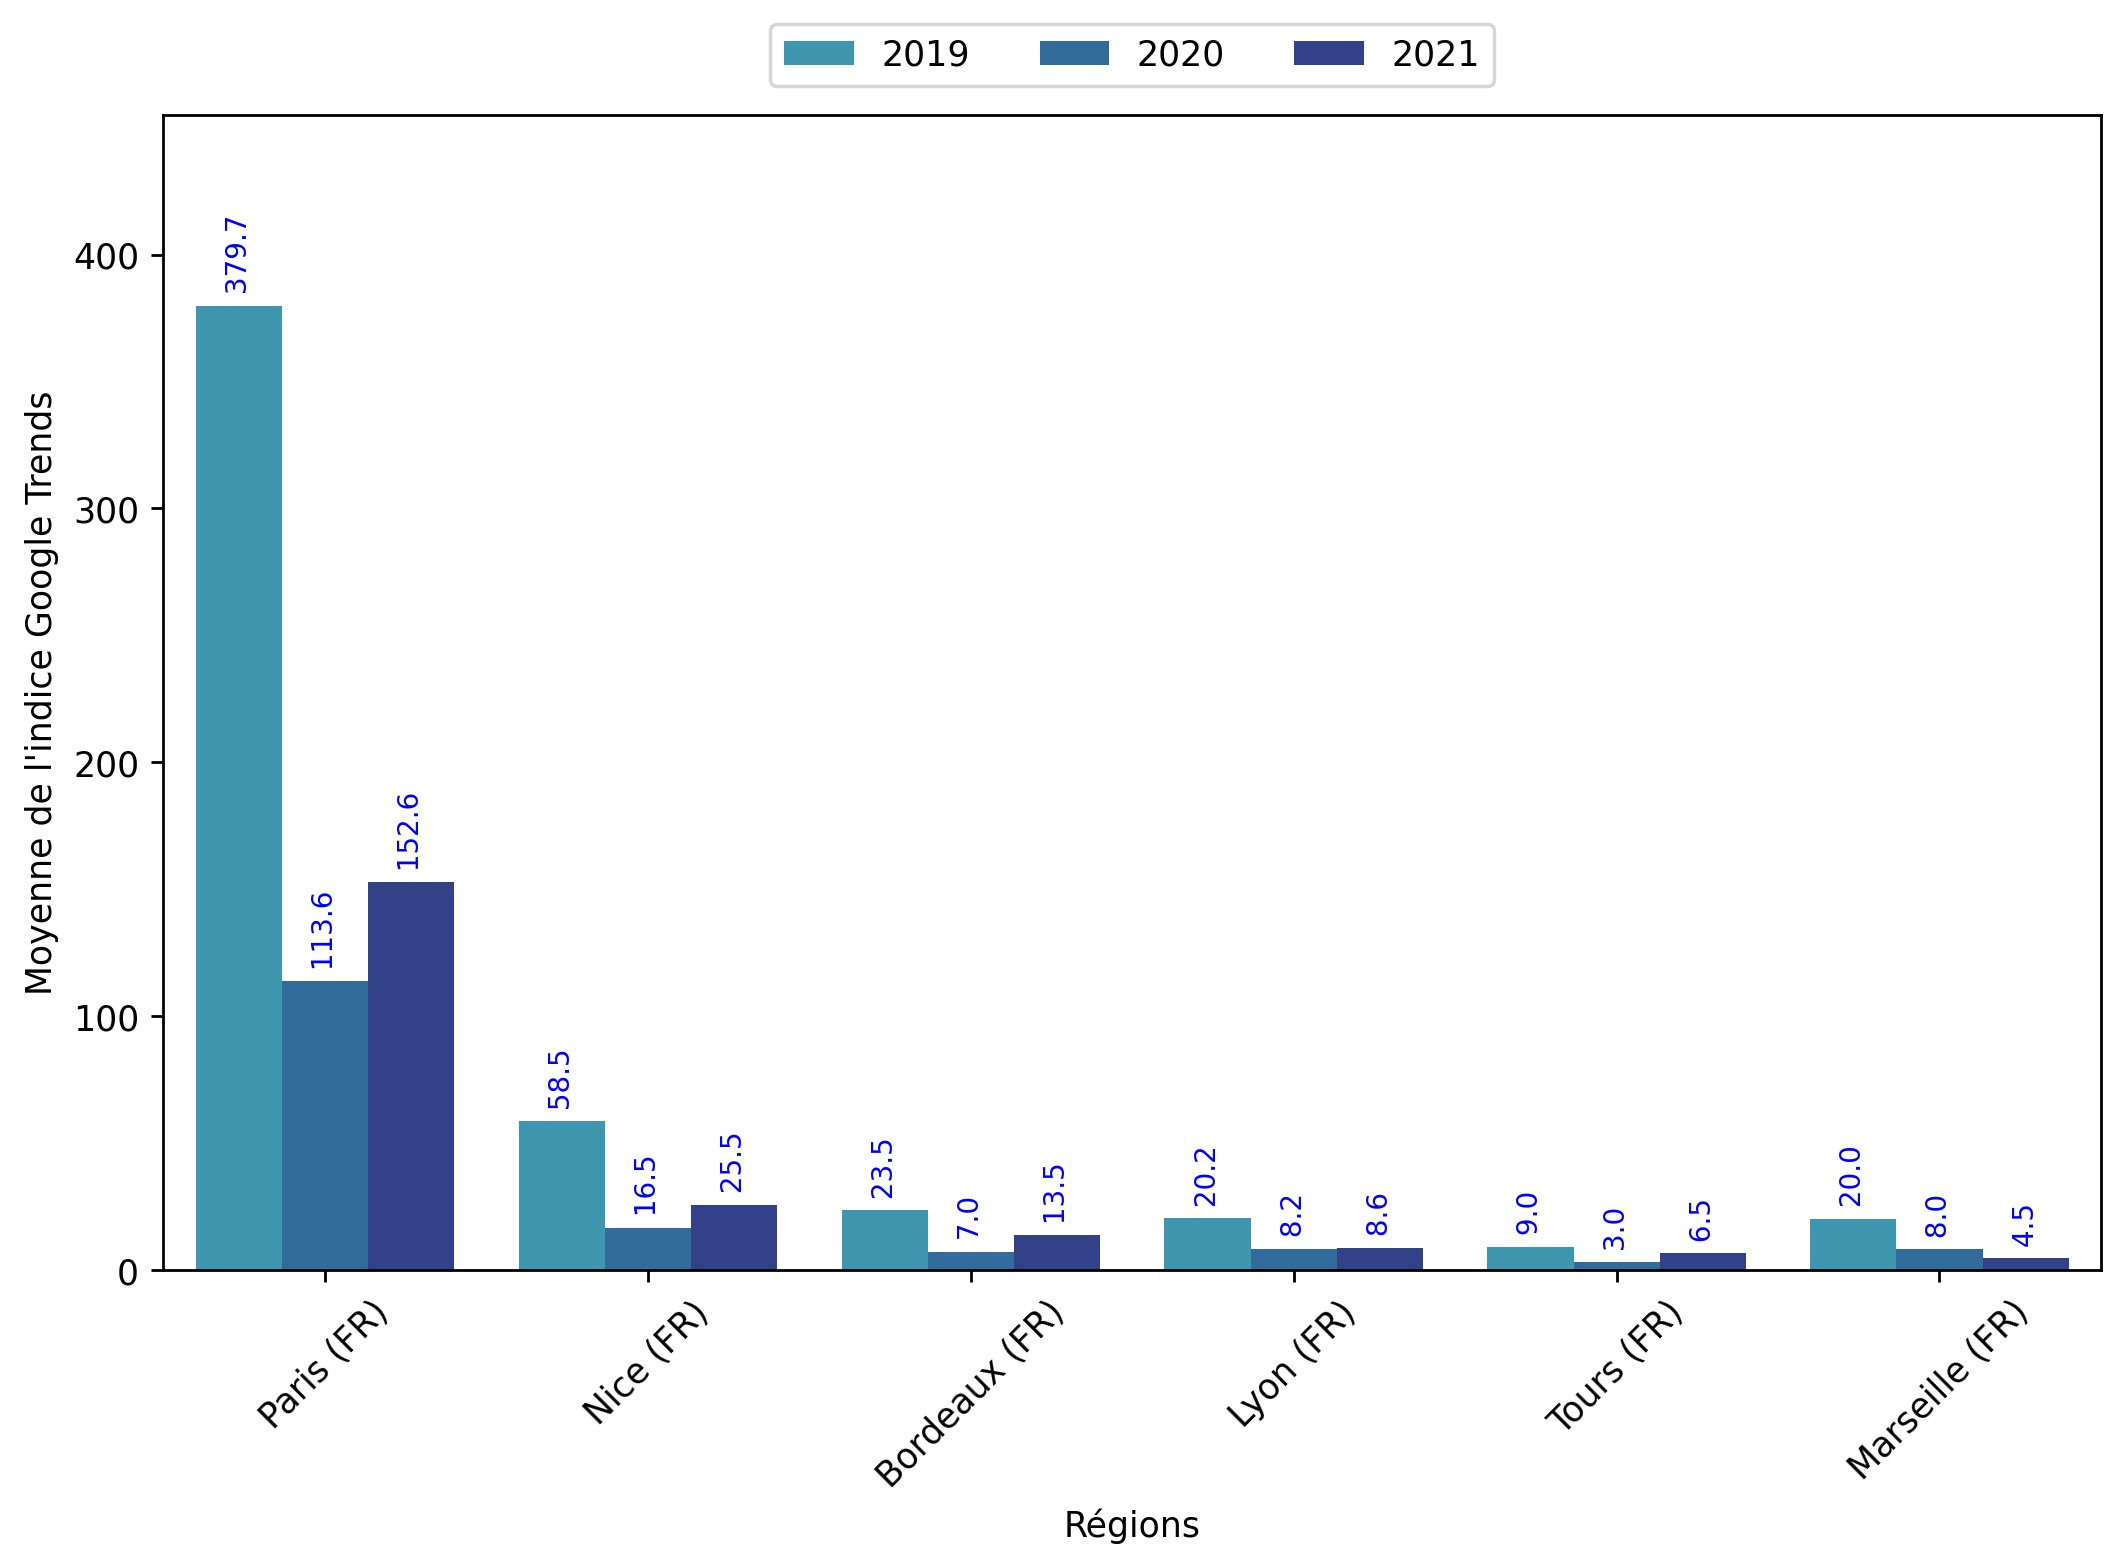 2019 2020 2021
Moyenne de l'indice Google Trends
400
300
200
100
0
379.7
113.6
152.6
58.5
16.5
25.5
23.5
7.0
13.5
20.2
8.2
8.6
9.0
3.0
6.5
20.0
8.0
4.5
Paris (FR)
Nice (FR)
Bordeaux (FR)
Lyon (FR)
Tours (FR)
Marseille (FR)
Régions